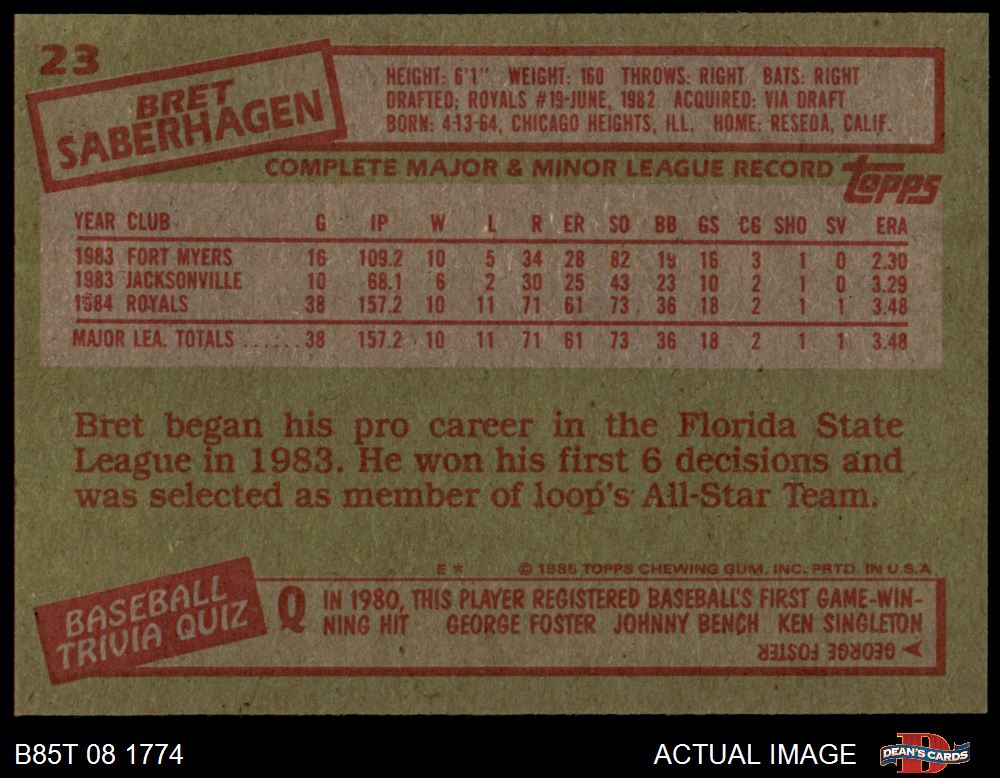 23
BRET
SABERHAGEN
HEIGHT: 6'1" WEIGHT: 160 THROWS: RIGHT BATS: RIGHT
DRAFTED: ROYALS #19-JUNE, 1982 ACQUIRED: VIA DRAFT
BORN: 4-13-64, CHICAGO HEIGHTS, ILL. HOME: RESEDA, CALIF.
COMPLETE MAJOR & MINOR LEAGUE RECORD topps
YEAR CLUB G IP W L R ER SO BB GS CG SHO SV ERA
1983 FORT MYERS 16 109.2 10 5 34 28 82 19 16 3 1 0 2.30
1983 JACKSONVILLE 10 68.1 6 2 30 25 43 23 10 2 1 0 3.29
1984 ROYALS 38 157.2 10 11 71 61 73 36 18 2 1 1 3.48
MAJOR LEA. TOTALS ...... 38 157.2 10 11 71 61 73 36 18 2 1 1 3.48
Bret began his pro career in the Florida State
League in 1983. He won his first 6 decisions and
was selected as member of loop's All-Star Team.
E * © 1985 TOPPS CHEWING GUM, INC. PRTD. IN U.S.A.
BASEBALL
TRIVIA QUIZ
Q IN 1980, THIS PLAYER REGISTERED BASEBALL'S FIRST GAME-WIN-
NING HIT GEORGE FOSTER JOHNNY BENCH KEN SINGLETON
GEORGE FOSTER
B85T 08 1774 ACTUAL IMAGE D DEAN'S CARDS